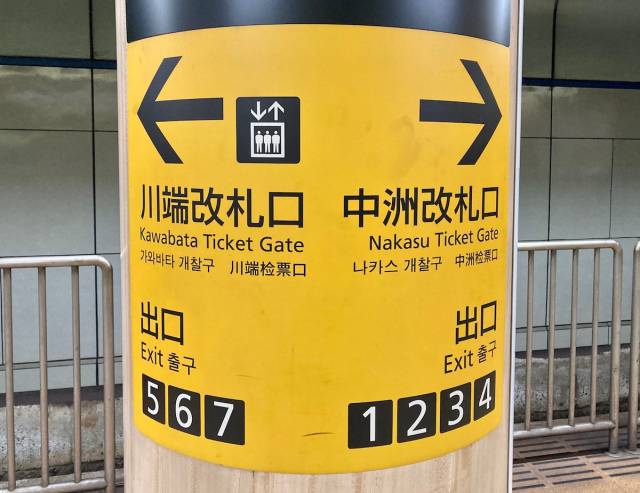 川端改札口
Kawabata Ticket Gate
가와바타 개찰구 川端检票口
出口
Exit 출구
5 6 7
中洲改札口
Nakasu Ticket Gate
나카스 개찰구 中洲检票口
出口
Exit 출구
1 2 3 4